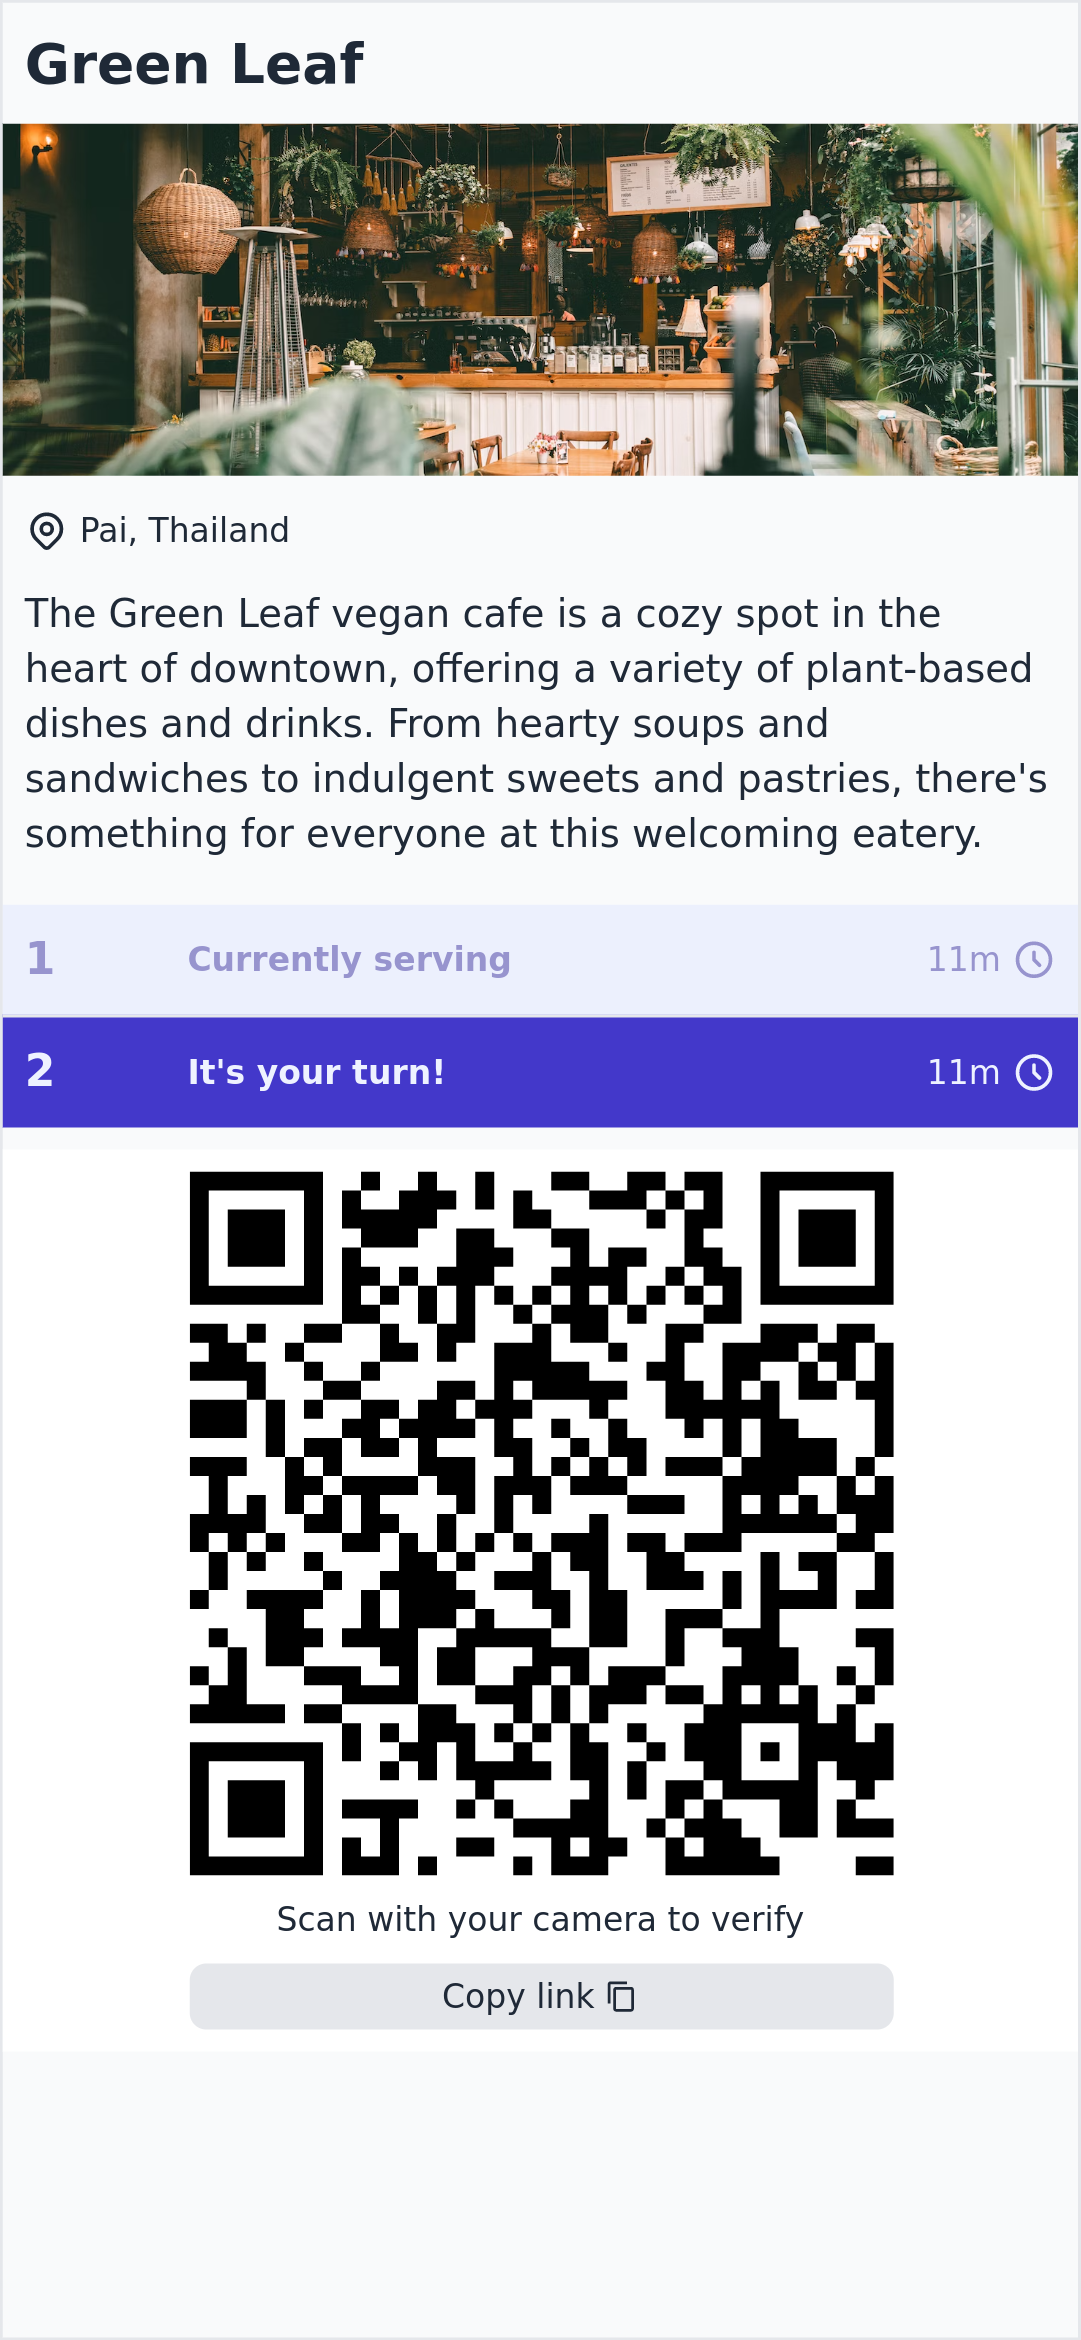 Green Leaf
Pai, Thailand
The Green Leaf vegan cafe is a cozy spot in the
heart of downtown, offering a variety of plant-based
dishes and drinks. From hearty soups and
sandwiches to indulgent sweets and pastries, there's
something for everyone at this welcoming eatery.
1 Currently serving 11m
2 It's your turn! 11m
Scan with your camera to verify
Copy link